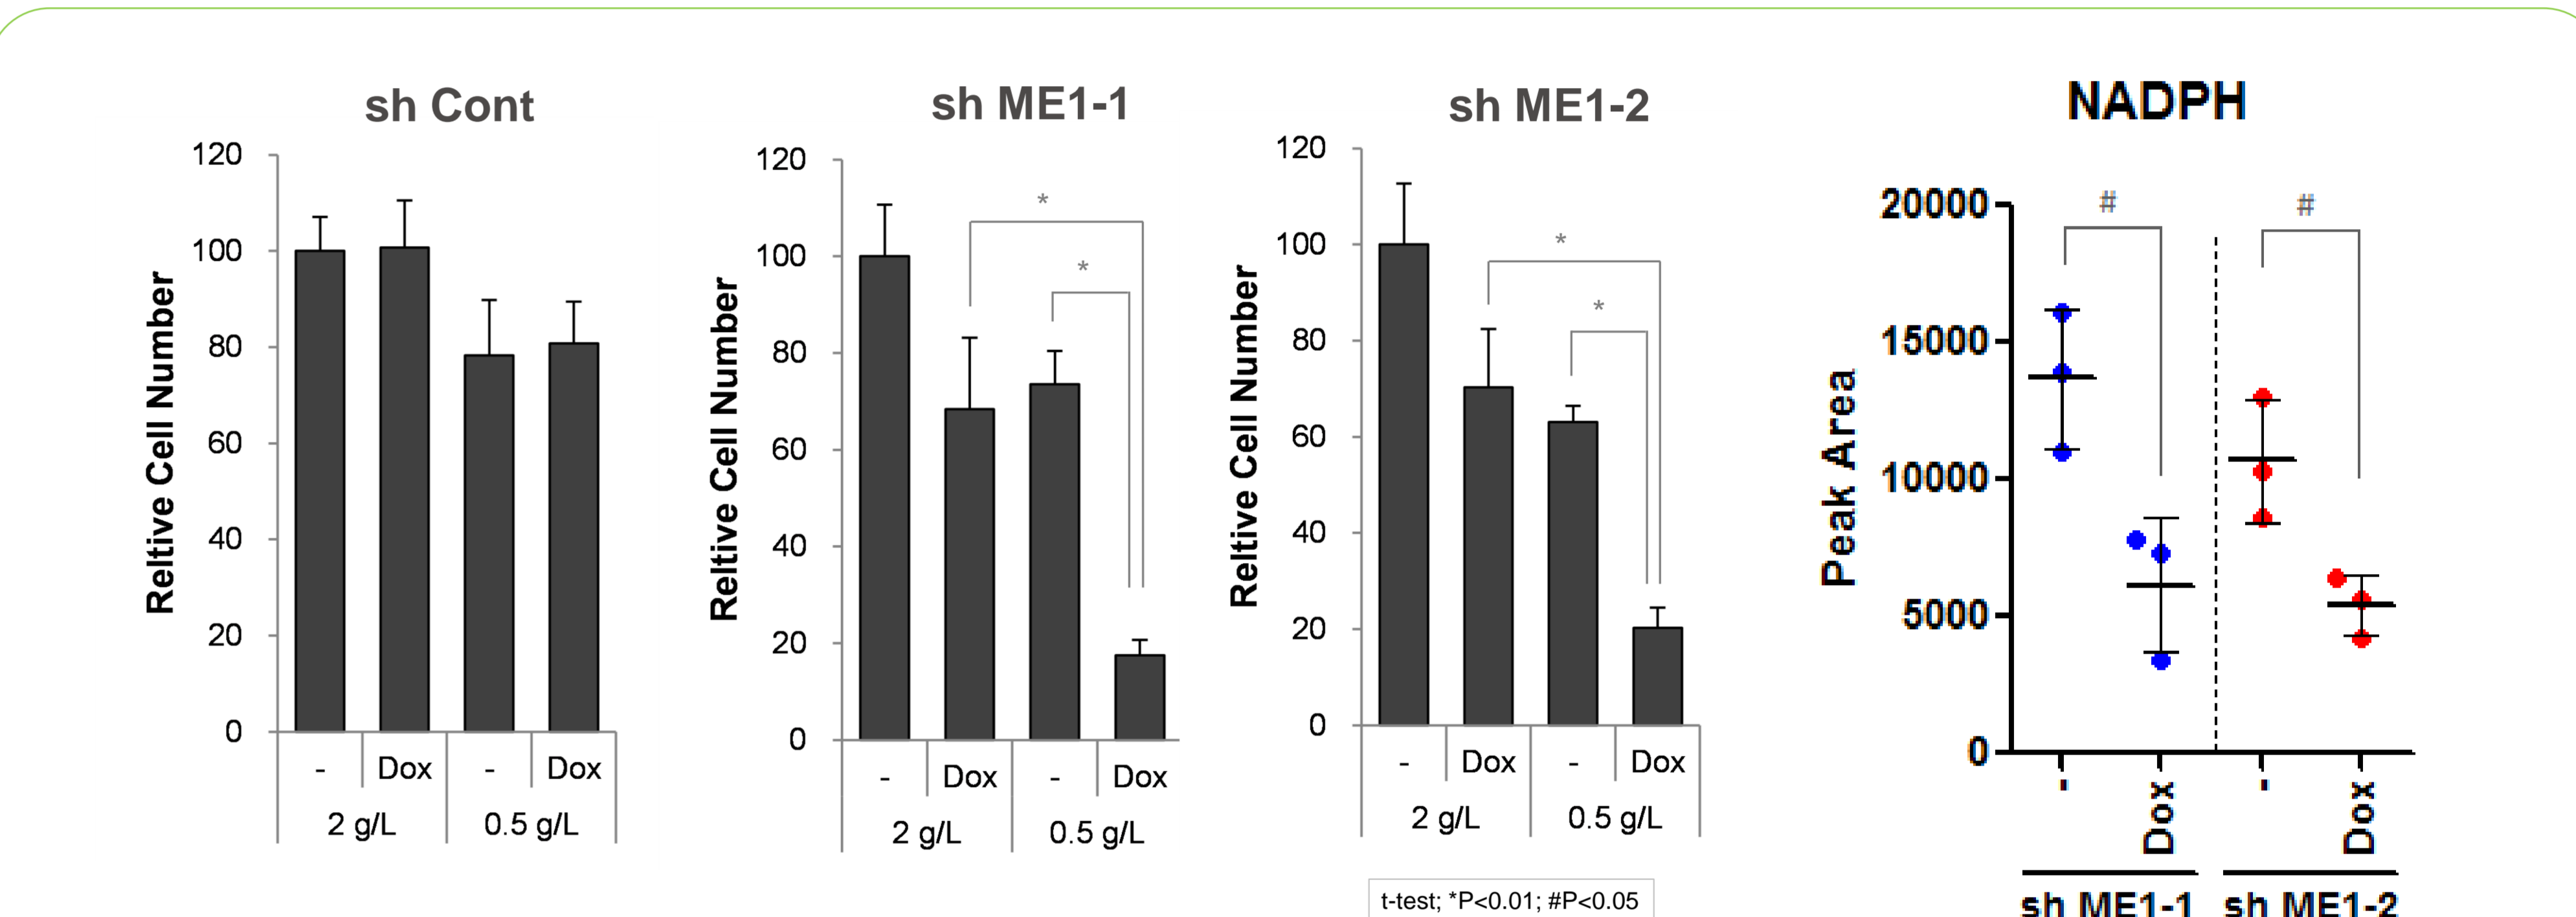 sh Cont
Reltive Cell Number
120
100
80
60
40
20
0
- Dox - Dox
2 g/L 0.5 g/L
sh ME1-1
Reltive Cell Number
120
100
80
60
40
20
0
- Dox - Dox
2 g/L 0.5 g/L
*
*
sh ME1-2
Reltive Cell Number
120
100
80
60
40
20
0
- Dox - Dox
2 g/L 0.5 g/L
*
*
t-test; *P<0.01; #P<0.05
NADPH
Peak Area
20000
15000
10000
5000
0
# #
- Dox - Dox
sh ME1-1 sh ME1-2